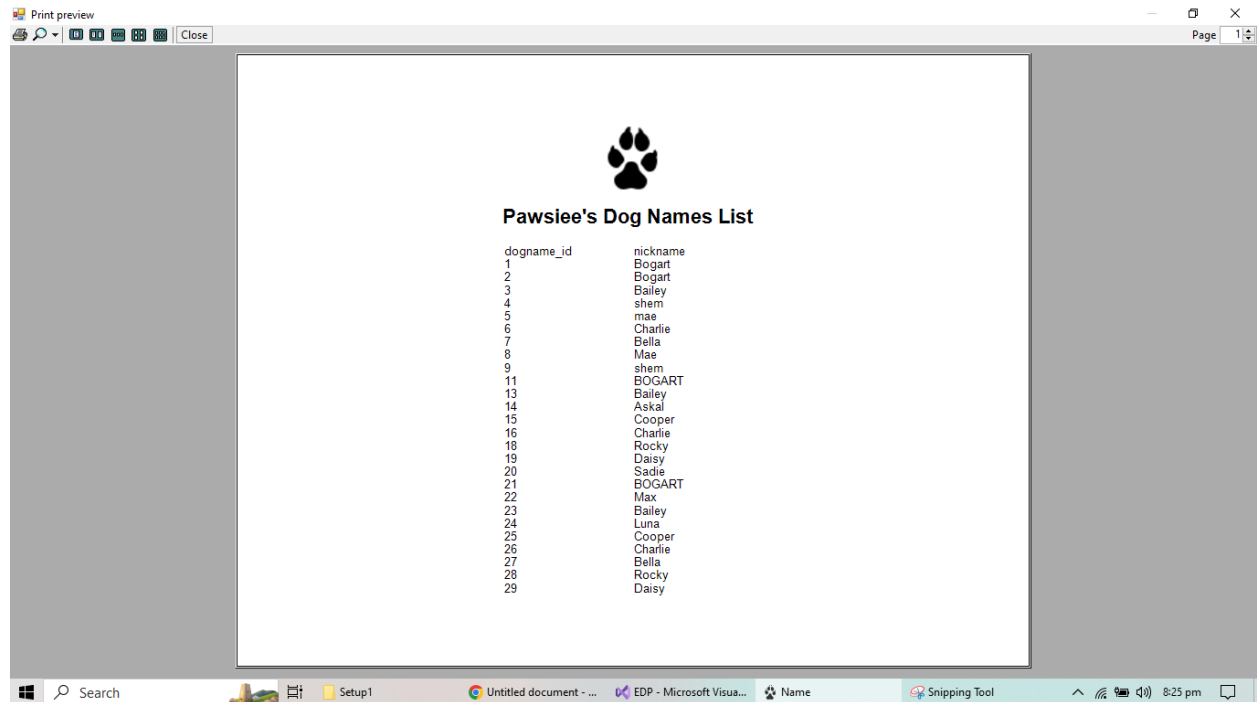 Print preview
Close
Page 1
Pawsiee's Dog Names List
dogname_id nickname
1 Bogart
2 Bogart
3 Bailey
4 shem
5 mae
6 Charlie
7 Bella
8 Mae
9 shem
11 BOGART
13 Bailey
14 Askal
15 Cooper
16 Charlie
18 Rocky
19 Daisy
20 Sadie
21 BOGART
22 Max
23 Bailey
24 Luna
25 Cooper
26 Charlie
27 Bella
28 Rocky
29 Daisy
Search Setup1 Untitled document - ... EDP - Microsoft Visua... Name Snipping Tool 8:25 pm